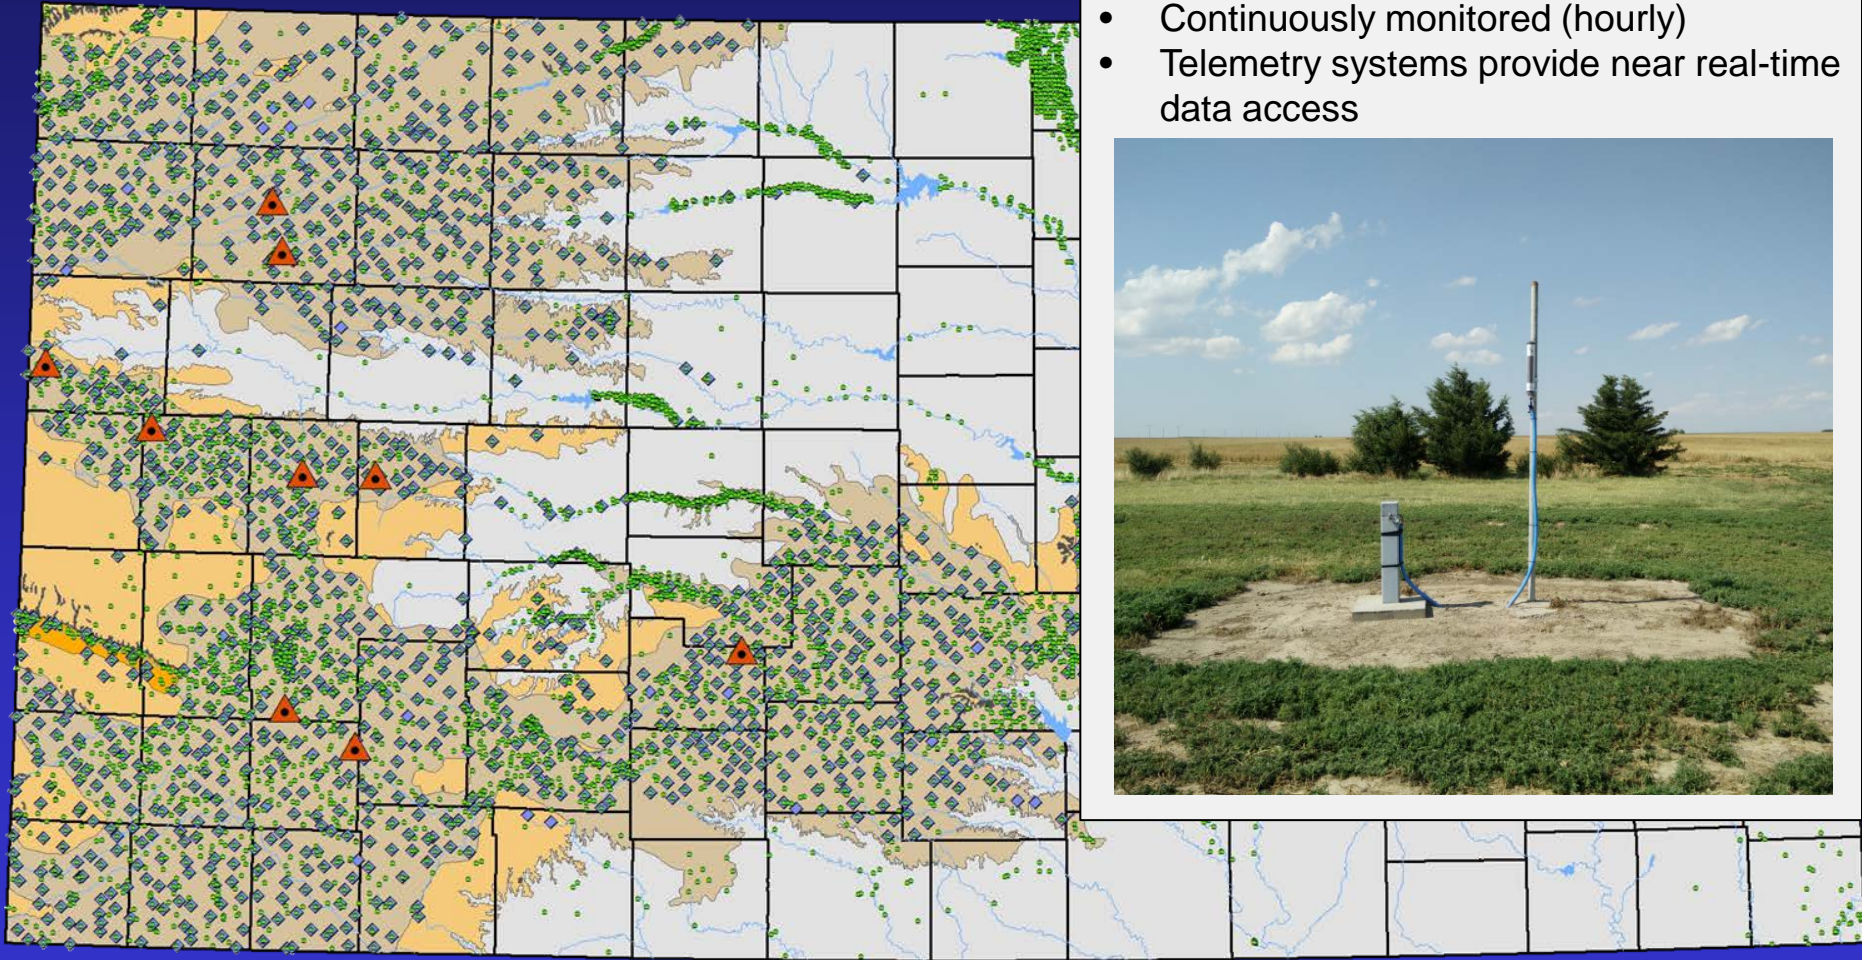 • Continuously monitored (hourly)
• Telemetry systems provide near real-time
data access